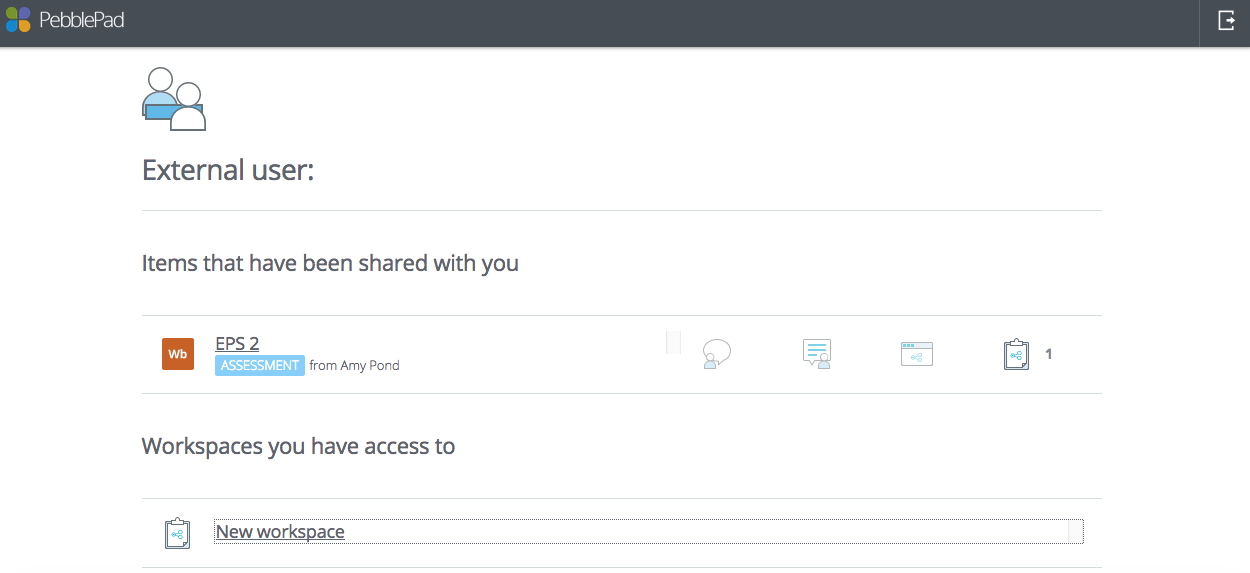 PebblePad
External user:
Items that have been shared with you
Wb
EPS 2
ASSESSMENT from Amy Pond
1
Workspaces you have access to
New workspace